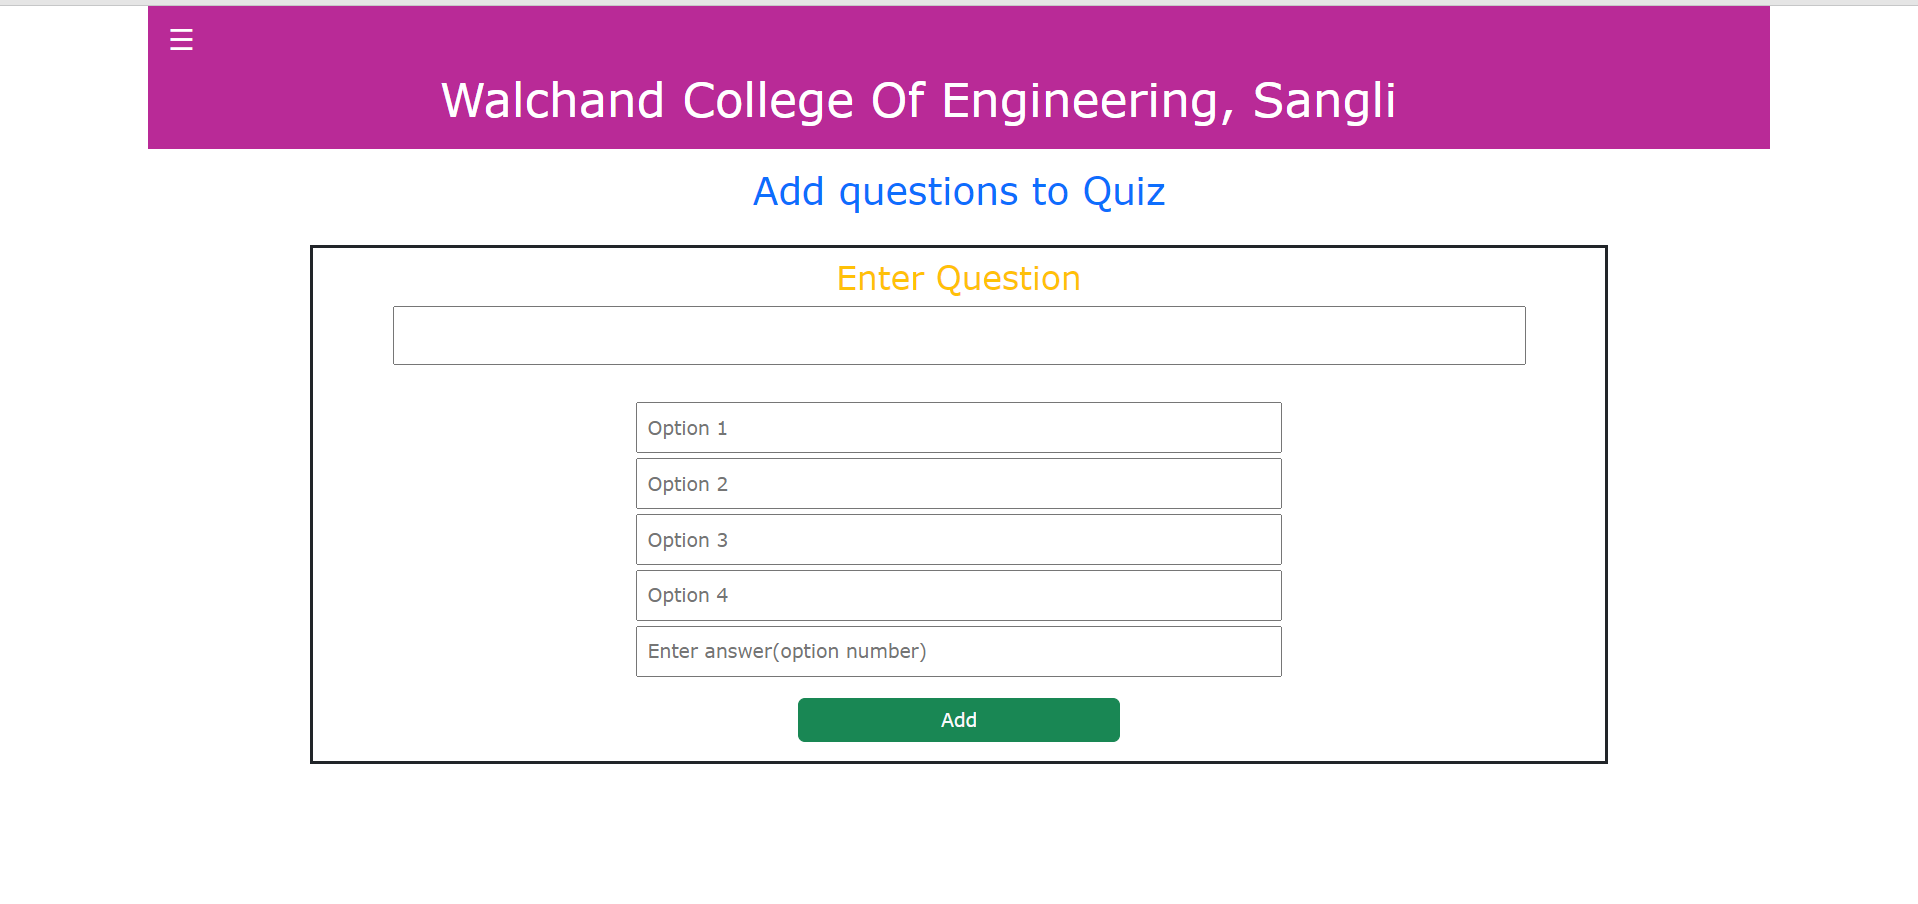 Walchand College Of Engineering, Sangli
Add questions to Quiz
Enter Question
Option 1
Option 2
Option 3
Option 4
Enter answer(option number)
Add